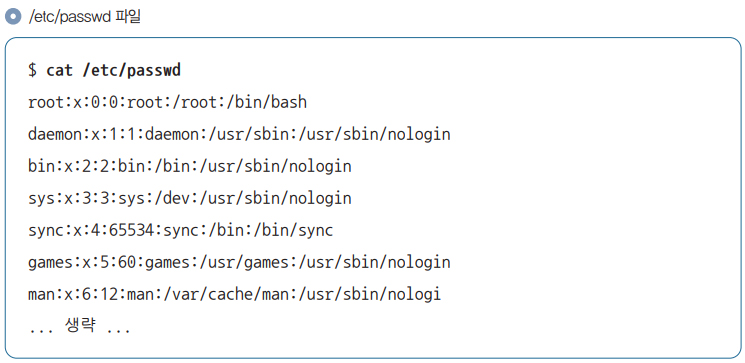 /etc/passwd 파일
$ cat /etc/passwd
root:x:0:0:root:/root:/bin/bash
daemon:x:1:1:daemon:/usr/sbin:/usr/sbin/nologin
bin:x:2:2:bin:/bin:/usr/sbin/nologin
sys:x:3:3:sys:/dev:/usr/sbin/nologin
sync:x:4:65534:sync:/bin:/bin/sync
games:x:5:60:games:/usr/games:/usr/sbin/nologin
man:x:6:12:man:/var/cache/man:/usr/sbin/nologi
... 생략 ...